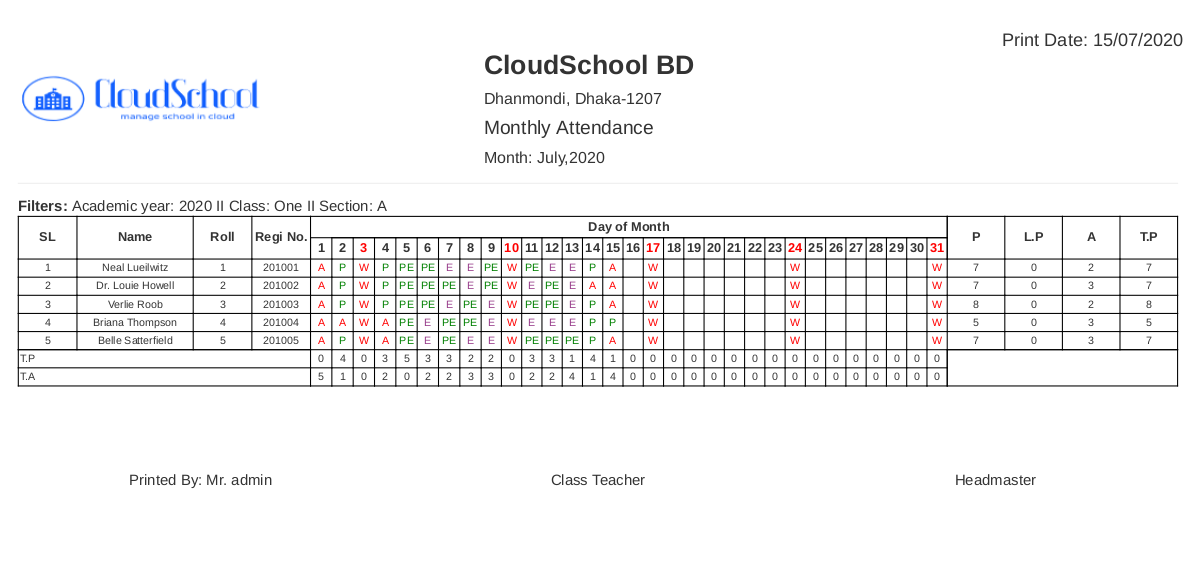 Print Date: 15/07/2020
CloudSchool
manage school in cloud
CloudSchool BD
Dhanmondi, Dhaka-1207
Monthly Attendance
Month: July,2020
Filters: Academic year: 2020 II Class: One II Section: A
SL Name Roll Regi No. Day of Month P L.P A T.P
1 2 3 4 5 6 7 8 9 10 11 12 13 14 15 16 17 18 19 20 21 22 23 24 25 26 27 28 29 30 31
1 Neal Lueilwitz 1 201001 A P W P PE PE E E PE W PE E E P A W W W 7 0 2 7
2 Dr. Louie Howell 2 201002 A P W P PE PE PE E PE W E PE E A A W W W 7 0 3 7
3 Verlie Roob 3 201003 A P W P PE PE E PE E W PE PE E P A W W W 8 0 2 8
4 Briana Thompson 4 201004 A A W A PE E PE PE E W E E E P P W W W 5 0 3 5
5 Belle Satterfield 5 201005 A P W A PE E PE E E W PE PE PE P A W W W 7 0 3 7
T.P 0 4 0 3 5 3 3 2 2 0 3 3 1 4 1 0 0 0 0 0 0 0 0 0 0 0 0 0 0 0 0
T.A 5 1 0 2 0 2 2 3 3 0 2 2 4 1 4 0 0 0 0 0 0 0 0 0 0 0 0 0 0 0 0
Printed By: Mr. admin Class Teacher Headmaster